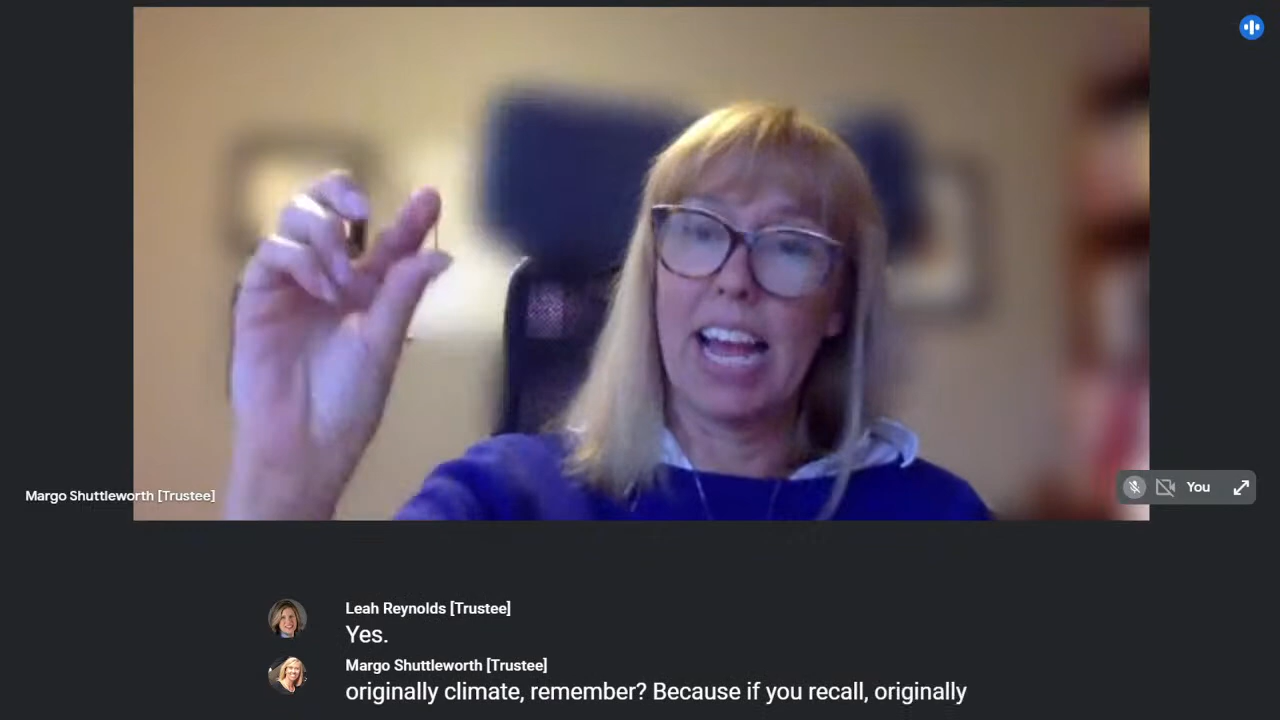 Margo Shuttleworth [Trustee]
You
Leah Reynolds [Trustee]
Yes.
Margo Shuttleworth [Trustee]
originally climate, remember? Because if you recall, originally